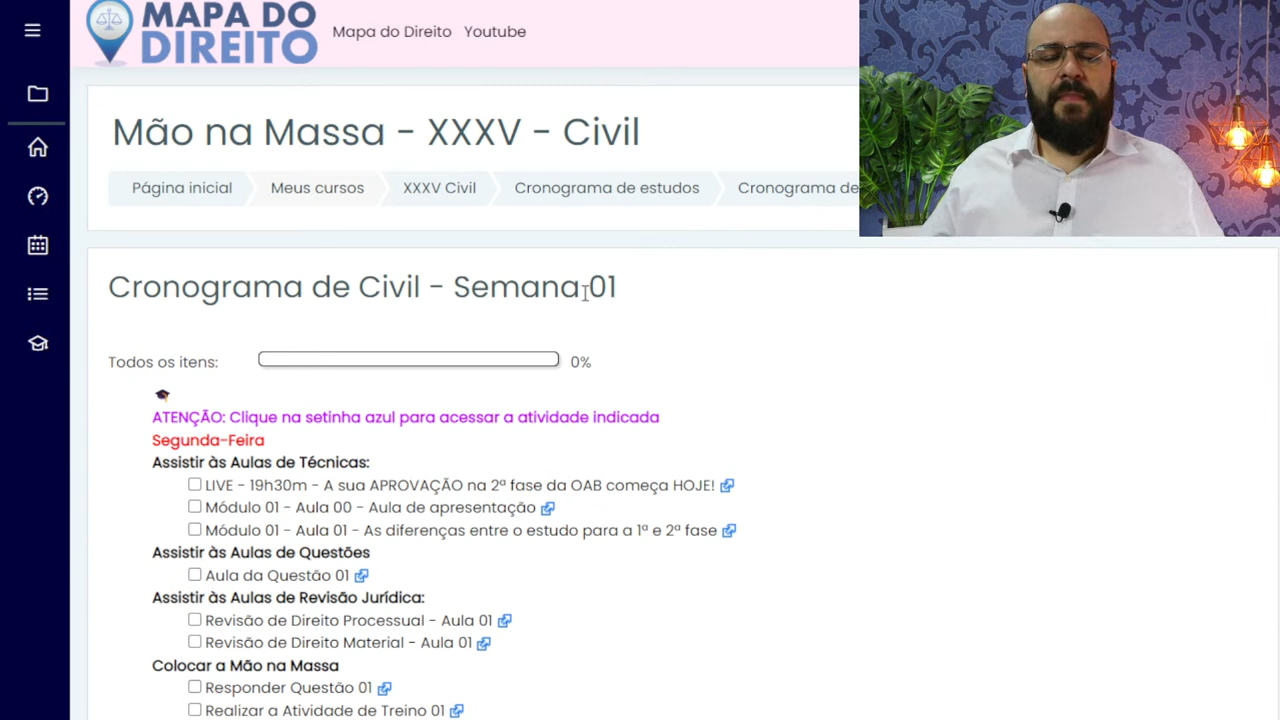 MAPA DO
DIREITO
Mapa do Direito Youtube
Mão na Massa - XXXV - Civil
Página inicial Meus cursos XXXV Civil Cronograma de estudos Cronograma de
Cronograma de Civil - Semana 01
Todos os itens: 0%
ATENÇÃO: Clique na setinha azul para acessar a atividade indicada
Segunda-Feira
Assistir às Aulas de Técnicas:
LIVE - 19h30m - A sua APROVAÇÃO na 2ª fase da OAB começa HOJE!
Módulo 01 - Aula 00 - Aula de apresentação
Módulo 01 - Aula 01 - As diferenças entre o estudo para a 1ª e 2ª fase
Assistir às Aulas de Questões
Aula da Questão 01
Assistir às Aulas de Revisão Jurídica:
Revisão de Direito Processual - Aula 01
Revisão de Direito Material - Aula 01
Colocar a Mão na Massa
Responder Questão 01
Realizar a Atividade de Treino 01